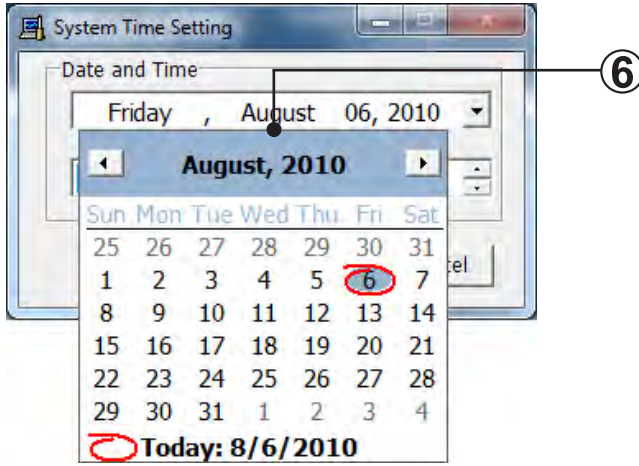 System Time Setting
Date and Time
Friday , August 06, 2010
6
August, 2010
Sun Mon Tue Wed Thu Fri Sat
25 26 27 28 29 30 31
1 2 3 4 5 6 7
8 9 10 11 12 13 14
15 16 17 18 19 20 21
22 23 24 25 26 27 28
29 30 31 1 2 3 4
Today: 8/6/2010